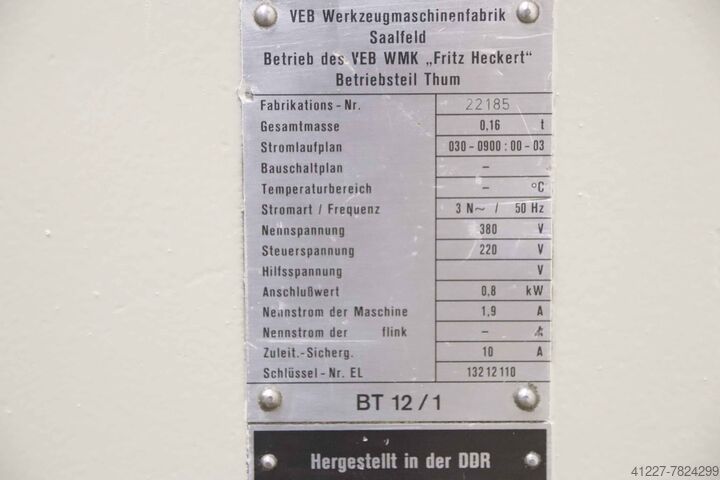 VEB Werkzeugmaschinenfabrik
Saalfeld
Betrieb des VEB WMK „Fritz Heckert“
Betriebsteil Thum
Fabrikations-Nr. 22185
Gesamtmasse 0,16 t
Stromlaufplan 030-0900:00-03
Bauschaltplan –
Temperaturbereich – °C
Stromart / Frequenz 3 N~ / 50 Hz
Nennspannung 380 V
Steuerspannung 220 V
Hilfsspannung V
Anschlußwert 0,8 kW
Nennstrom der Maschine 1,9 A
Nennstrom der flink – A
Zuleit.-Sicherg. 10 A
Schlüssel-Nr. EL 132 12 110
BT 12/1
Hergestellt in der DDR
41227-7824299